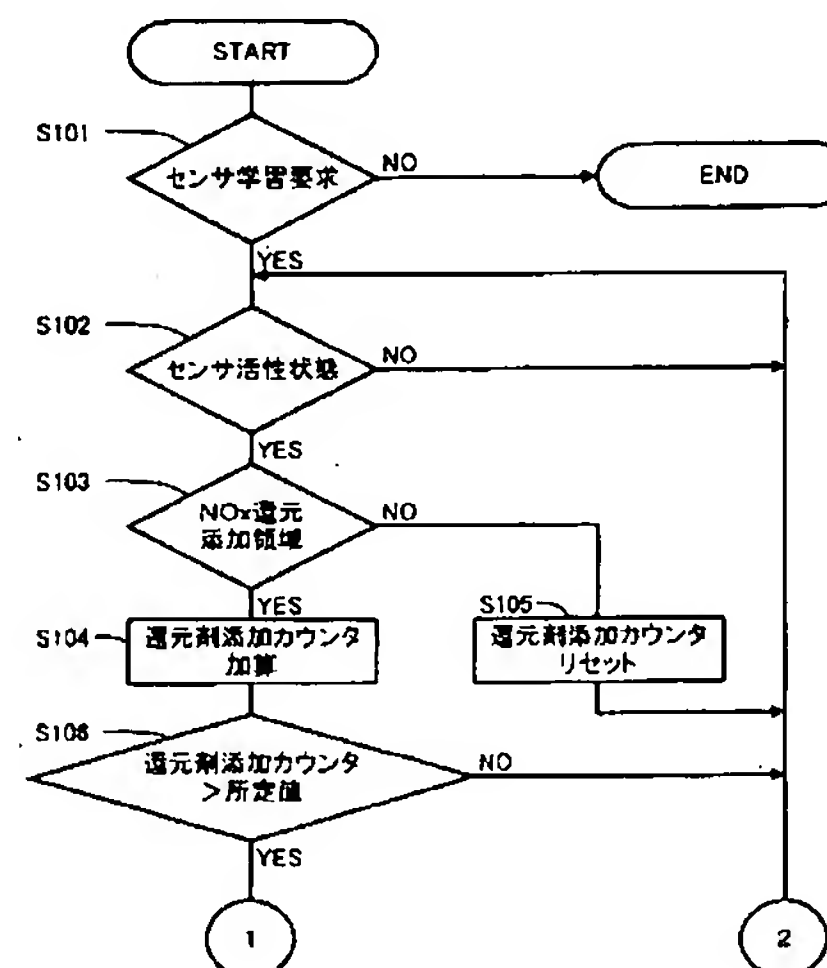 START
S101
センサ学習要求
NO
END
YES
S102
センサ活性状態
NO
YES
S103
NOx還元
添加領域
NO
YES
S104
還元剤添加カウンタ
加算
S105
還元剤添加カウンタ
リセット
S106
還元剤添加カウンタ
>所定値
NO
YES
1
2